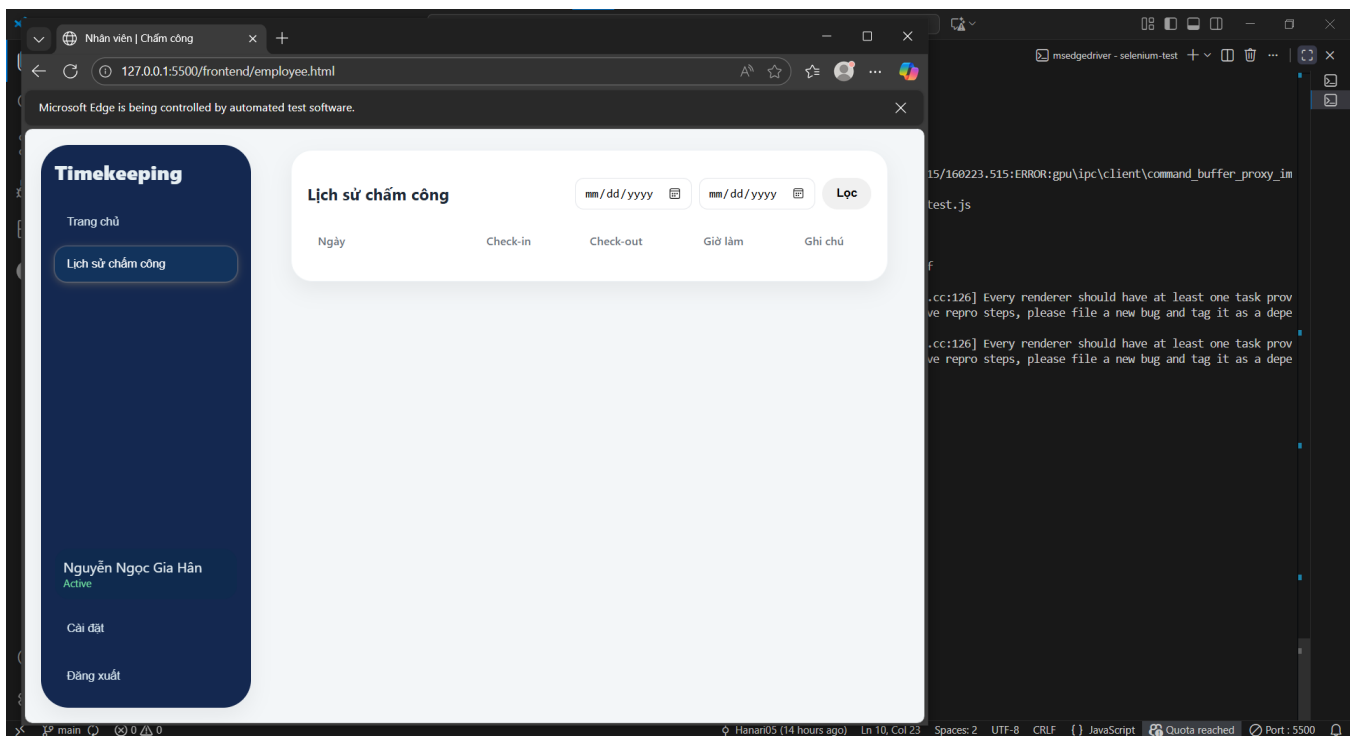 Nhân viên | Chấm công
127.0.0.1:5500/frontend/employee.html
Microsoft Edge is being controlled by automated test software.
Timekeeping
Trang chủ
Lịch sử chấm công
Nguyễn Ngọc Gia Hân
Active
Cài đặt
Đăng xuất
Lịch sử chấm công
mm/dd/yyyy
mm/dd/yyyy
Lọc
Ngày Check-in Check-out Giờ làm Ghi chú
msedgedriver - selenium-test
15/160223.515:ERROR:gpu\ipc\client\command_buffer_proxy_im
test.js
f
.cc:126] Every renderer should have at least one task prov
ve repro steps, please file a new bug and tag it as a depe
.cc:126] Every renderer should have at least one task prov
ve repro steps, please file a new bug and tag it as a depe
main 0 0 Hanari05 (14 hours ago) Ln 10, Col 23 Spaces: 2 UTF-8 CRLF { } JavaScript Quota reached Port : 5500